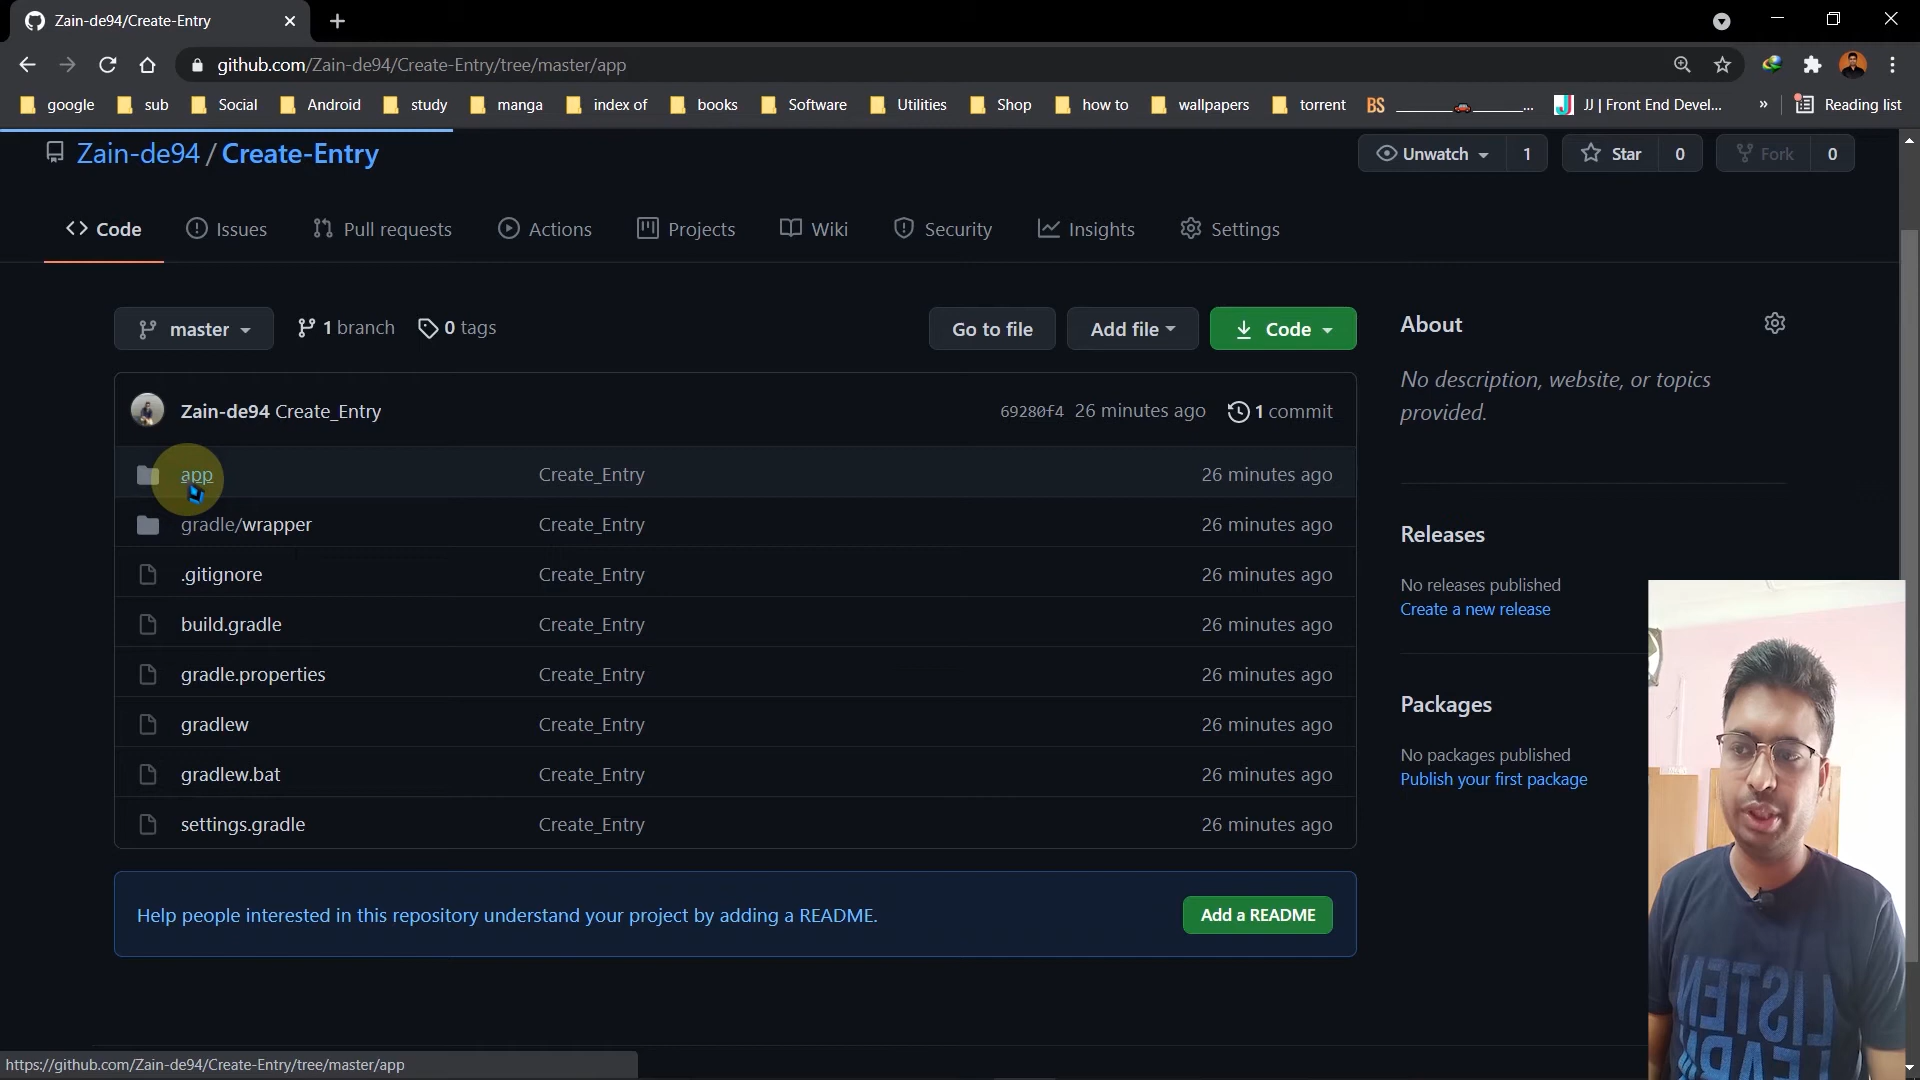 Zain-de94/Create-Entry
github.com/Zain-de94/Create-Entry/tree/master/app
google sub Social Android study manga index of books Software Utilities Shop how to wallpapers torrent BS ... JJ | Front End Devel... » Reading list
Zain-de94 / Create-Entry
Unwatch 1 Star 0 Fork 0
Code Issues Pull requests Actions Projects Wiki Security Insights Settings
master 1 branch 0 tags Go to file Add file Code
Zain-de94 Create_Entry 69280f4 26 minutes ago 1 commit
app Create_Entry 26 minutes ago
gradle/wrapper Create_Entry 26 minutes ago
.gitignore Create_Entry 26 minutes ago
build.gradle Create_Entry 26 minutes ago
gradle.properties Create_Entry 26 minutes ago
gradlew Create_Entry 26 minutes ago
gradlew.bat Create_Entry 26 minutes ago
settings.gradle Create_Entry 26 minutes ago
Help people interested in this repository understand your project by adding a README. Add a README
About
No description, website, or topics
provided.
Releases
No releases published
Create a new release
Packages
No packages published
Publish your first package
LISTEN
LEARN
https://github.com/Zain-de94/Create-Entry/tree/master/app